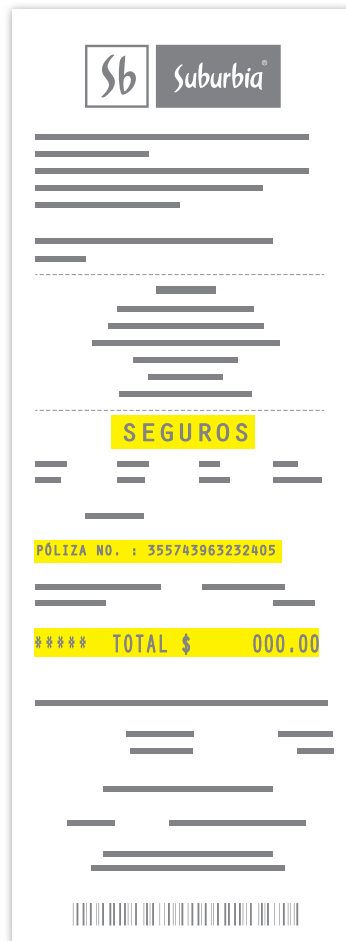 Sb Suburbia®
SEGUROS
PÓLIZA NO. : 355743963232405
***** TOTAL $ 000.00